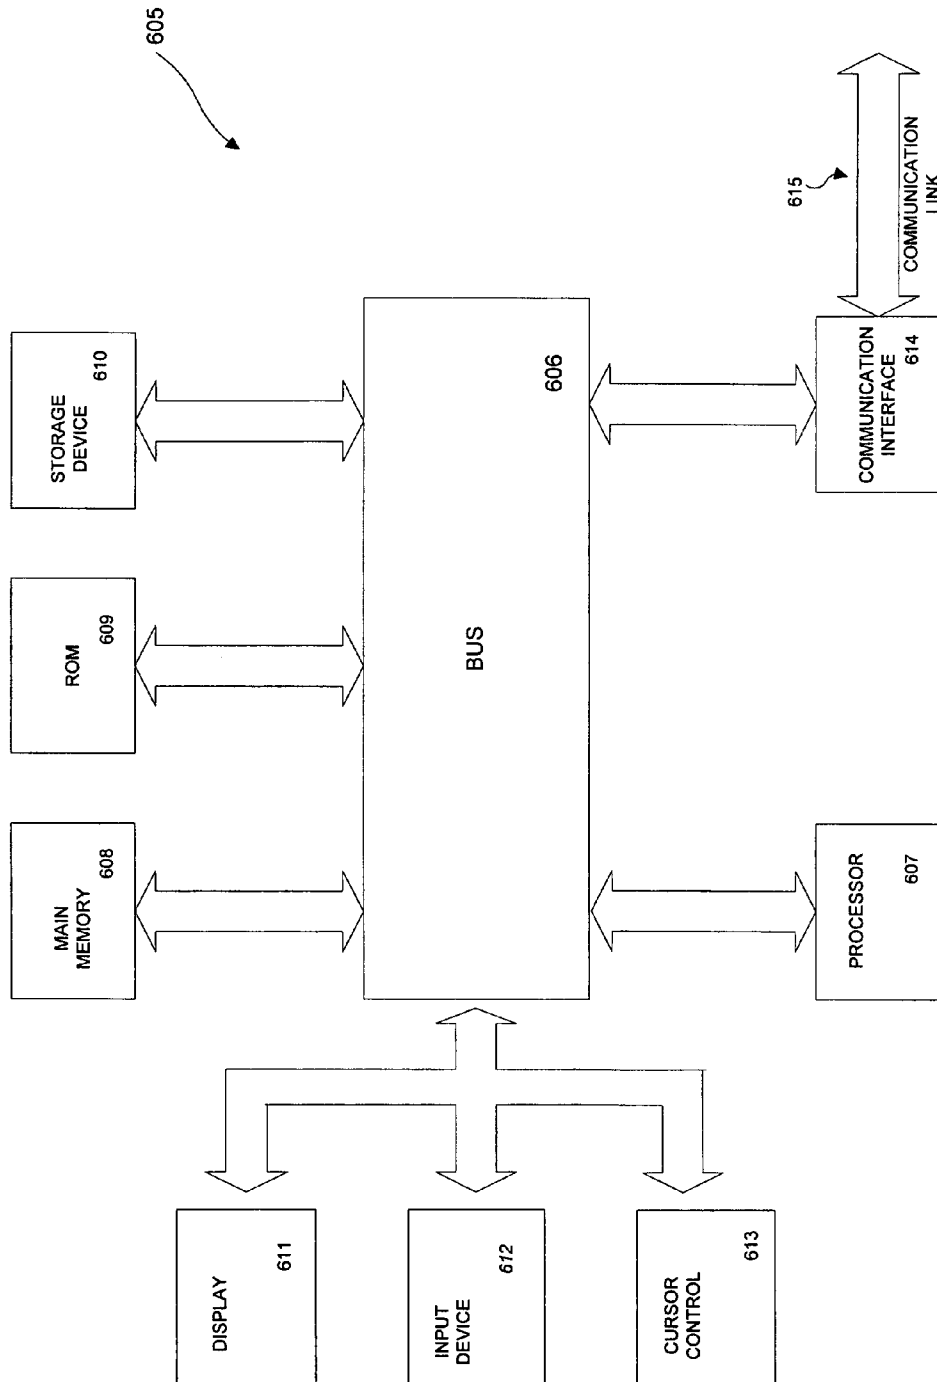 605
MAIN
MEMORY
608
ROM
609
STORAGE
DEVICE
610
DISPLAY
611
INPUT
DEVICE
612
CURSOR
CONTROL
613
BUS
606
PROCESSOR
607
COMMUNICATION
INTERFACE
614
615
COMMUNICATION
LINK